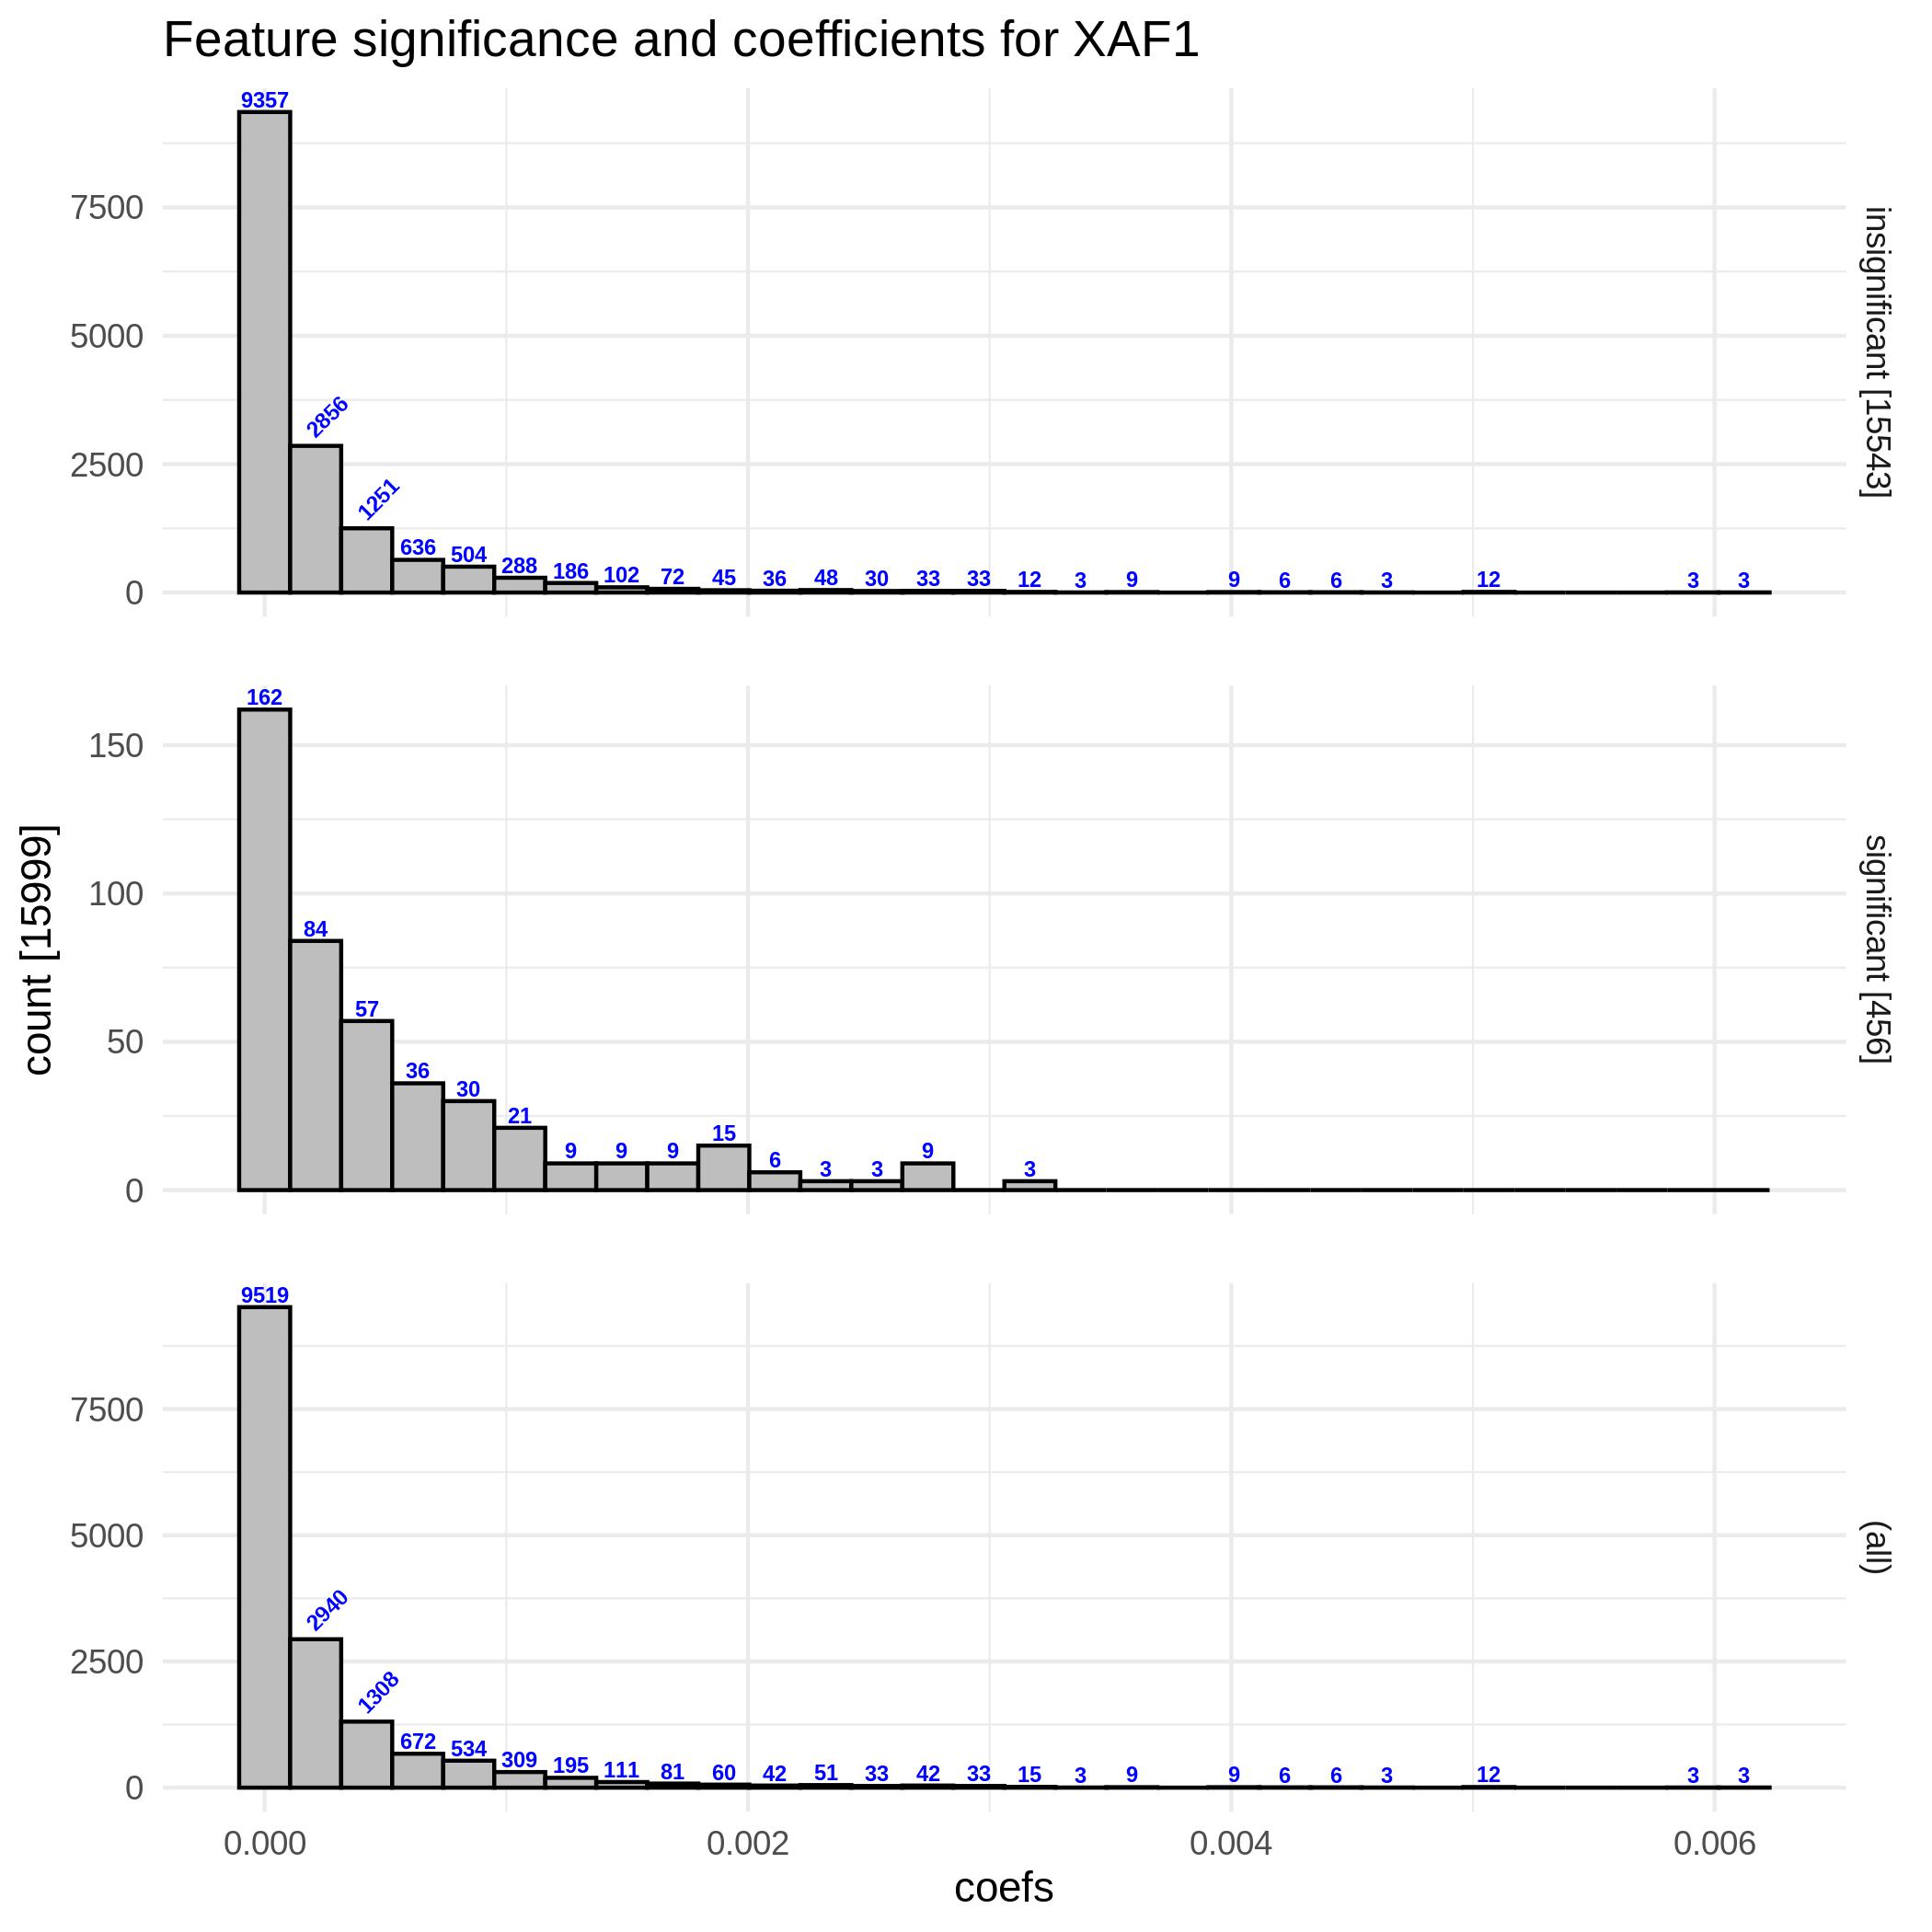 Feature significance and coefficients for XAF1
9357
2856
1251
636 504 288 186 102 72 45 36 48 30 33 33 12 3 9 9 6 6 3 12 3 3
7500
5000
2500
0
insignificant [15543]
162
84
57
36
30
21
9 9 9 15 6 3 3 9 3
150
100
50
0
significant [456]
count [15999]
9519
2940
1308
672 534 309 195 111 81 60 42 51 33 42 33 15 3 9 9 6 6 3 12 3 3
7500
5000
2500
0
(all)
0.000 0.002 0.004 0.006
coefs